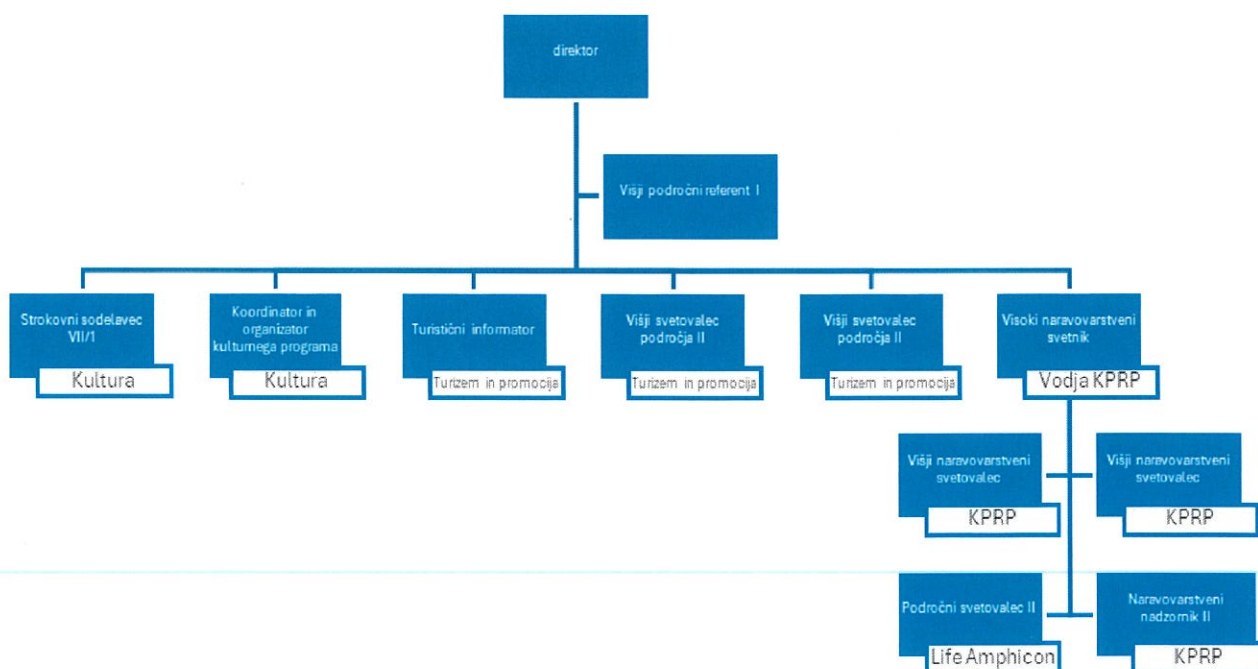 direktor
Višji področni referent I
Strokovni sodelavec
VII/1
Kultura
Koordinator in
organizator
kulturnega programa
Kultura
Turistični informator
Turizem in promocija
Višji svetovalec
področja II
Turizem in promocija
Višji svetovalec
področja II
Turizem in promocija
Visoki naravovarstveni
svetnik
Vodja KPRP
Višji naravovarstveni
svetovalec
KPRP
Višji naravovarstveni
svetovalec
KPRP
Področni svetovalec II
Life Amphicon
Naravovarstveni
nadzornik II
KPRP